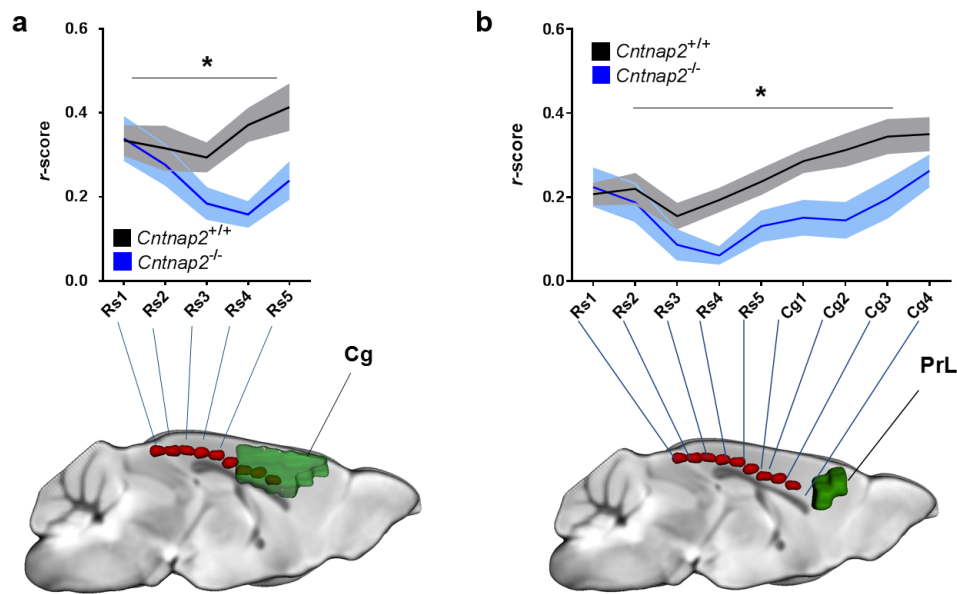 a
0.6
0.4
0.2
0.0
r-score
*
Cntnap2+/+
Cntnap2-/-
Rs1
Rs2
Rs3
Rs4
Rs5
Cg
b
0.6
0.4
0.2
0.0
r-score
Cntnap2+/+
Cntnap2-/-
*
Rs1
Rs2
Rs3
Rs4
Rs5
Cg1
Cg2
Cg3
Cg4
PrL